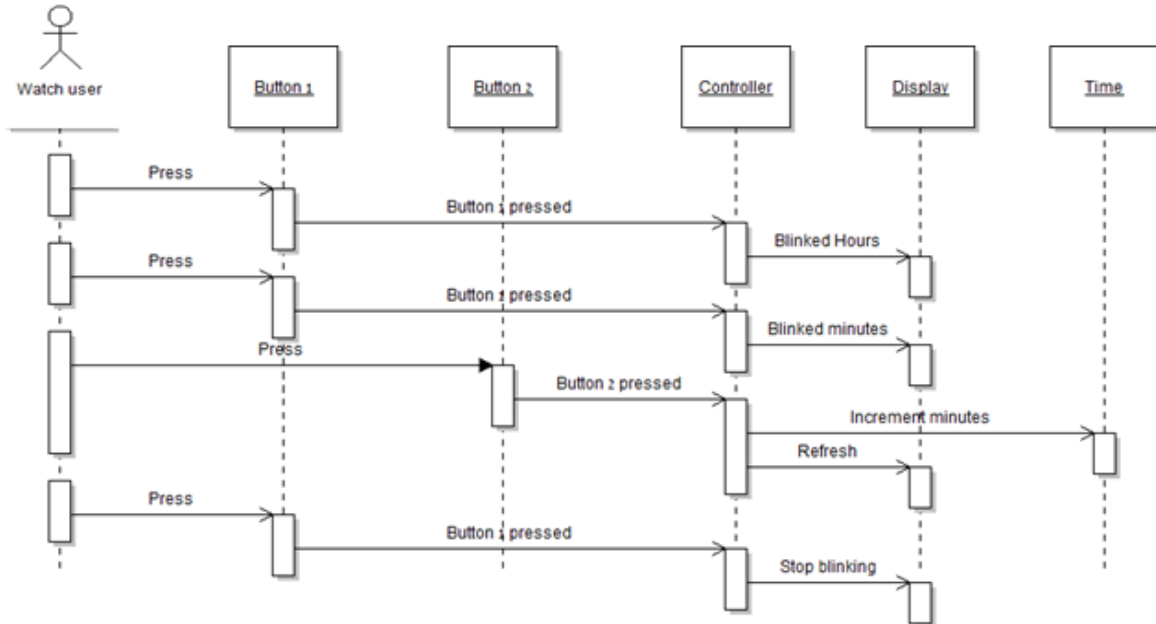 Watch user
Button 1
Button 2
Controller
Display
Time
Press
Button 1 pressed
Blinked Hours
Press
Button 1 pressed
Blinked minutes
Press
Button 2 pressed
Increment minutes
Refresh
Press
Button 1 pressed
Stop blinking